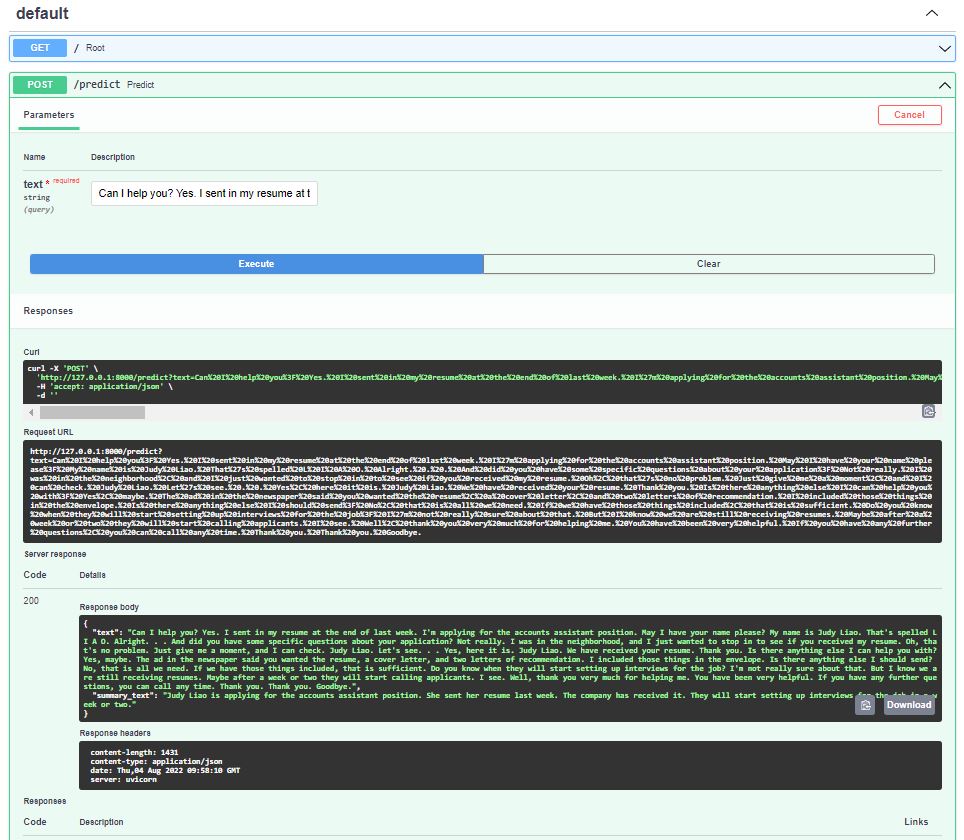 default
GET / Root
POST /predict Predict
Parameters
Cancel
Name Description
text * required
string
(query)
Can I help you? Yes. I sent in my resume at t
Execute Clear
Responses
Curl
curl -X 'POST' \
'http://127.0.0.1:8000/predict?text=Can%20I%20help%20you%3F%20Yes.%20I%20sent%20in%20my%20resume%20at%20the%20end%20of%20last%20week.%20I%27m%20applying%20for%20the%20accounts%20assistant%20position.%20May%
-H 'accept: application/json' \
-d ''
Request URL
http://127.0.0.1:8000/predict?
text=Can%20I%20help%20you%3F%20Yes.%20I%20sent%20in%20my%20resume%20at%20the%20end%20of%20last%20week.%20I%27m%20applying%20for%20the%20accounts%20assistant%20position.%20May%20I%20have%20your%20name%20ple
ase%3F%20My%20name%20is%20Judy%20Liao.%20That%27s%20spelled%20L%20I%20A%20O.%20Alright.%20.%20.%20And%20did%20you%20have%20some%20specific%20questions%20about%20your%20application%3F%20Not%20really.%20I%20
was%20in%20the%20neighborhood%2C%20and%20I%20just%20wanted%20to%20stop%20in%20to%20see%20if%20you%20received%20my%20resume.%20Oh%2C%20that%27s%20no%20problem.%20Just%20give%20me%20a%20moment%2C%20and%20I%2
0can%20check.%20Judy%20Liao.%20Let%27s%20see.%20.%20.%20Yes%2C%20here%20it%20is.%20Judy%20Liao.%20We%20have%20received%20your%20resume.%20Thank%20you.%20Is%20there%20anything%20else%20I%20can%20help%20you
%20with%3F%20Yes%2C%20maybe.%20The%20ad%20in%20the%20newspaper%20said%20you%20wanted%20the%20resume%2C%20a%20cover%20letter%2C%20and%20two%20letters%20of%20recommendation.%20I%20included%20those%20things%20
in%20the%20envelope.%20Is%20there%20anything%20else%20I%20should%20send%3F%20No%2C%20that%20is%20all%20we%20need.%20If%20we%20have%20those%20things%20included%2C%20that%20is%20sufficient.%20Do%20you%20know
%20when%20they%20will%20start%20setting%20up%20interviews%20for%20the%20job%3F%20I%27m%20not%20really%20sure%20about%20that.%20But%20I%20know%20we%20are%20still%20receiving%20resumes.%20Maybe%20after%20a%2
0week%20or%20two%20they%20will%20start%20calling%20applicants.%20I%20see.%20Well%2C%20thank%20you%20very%20much%20for%20helping%20me.%20You%20have%20been%20very%20helpful.%20If%20you%20have%20any%20further
%20questions%2C%20you%20can%20call%20any%20time.%20Thank%20you.%20Thank%20you.%20Goodbye.
Server response
Code Details
200
Response body
{
"text": "Can I help you? Yes. I sent in my resume at the end of last week. I'm applying for the accounts assistant position. May I have your name please? My name is Judy Liao. That's spelled L
I A O. Alright. . . And did you have some specific questions about your application? Not really. I was in the neighborhood, and I just wanted to stop in to see if you received my resume. Oh, tha
t's no problem. Just give me a moment, and I can check. Judy Liao. Let's see. . . Yes, here it is. Judy Liao. We have received your resume. Thank you. Is there anything else I can help you with?
Yes, maybe. The ad in the newspaper said you wanted the resume, a cover letter, and two letters of recommendation. I included those things in the envelope. Is there anything else I should send?
No, that is all we need. If we have those things included, that is sufficient. Do you know when they will start setting up interviews for the job? I'm not really sure about that. But I know we a
re still receiving resumes. Maybe after a week or two they will start calling applicants. I see. Well, thank you very much for helping me. You have been very helpful. If you have any further que
stions, you can call any time. Thank you. Thank you. Goodbye.",
"summary_text": "Judy Liao is applying for the accounts assistant position. She sent her resume last week. The company has received it. They will start setting up interviews for the job in a w
eek or two."
}
Download
Response headers
content-length: 1431
content-type: application/json
date: Thu,04 Aug 2022 09:58:10 GMT
server: uvicorn
Responses
Code Description Links